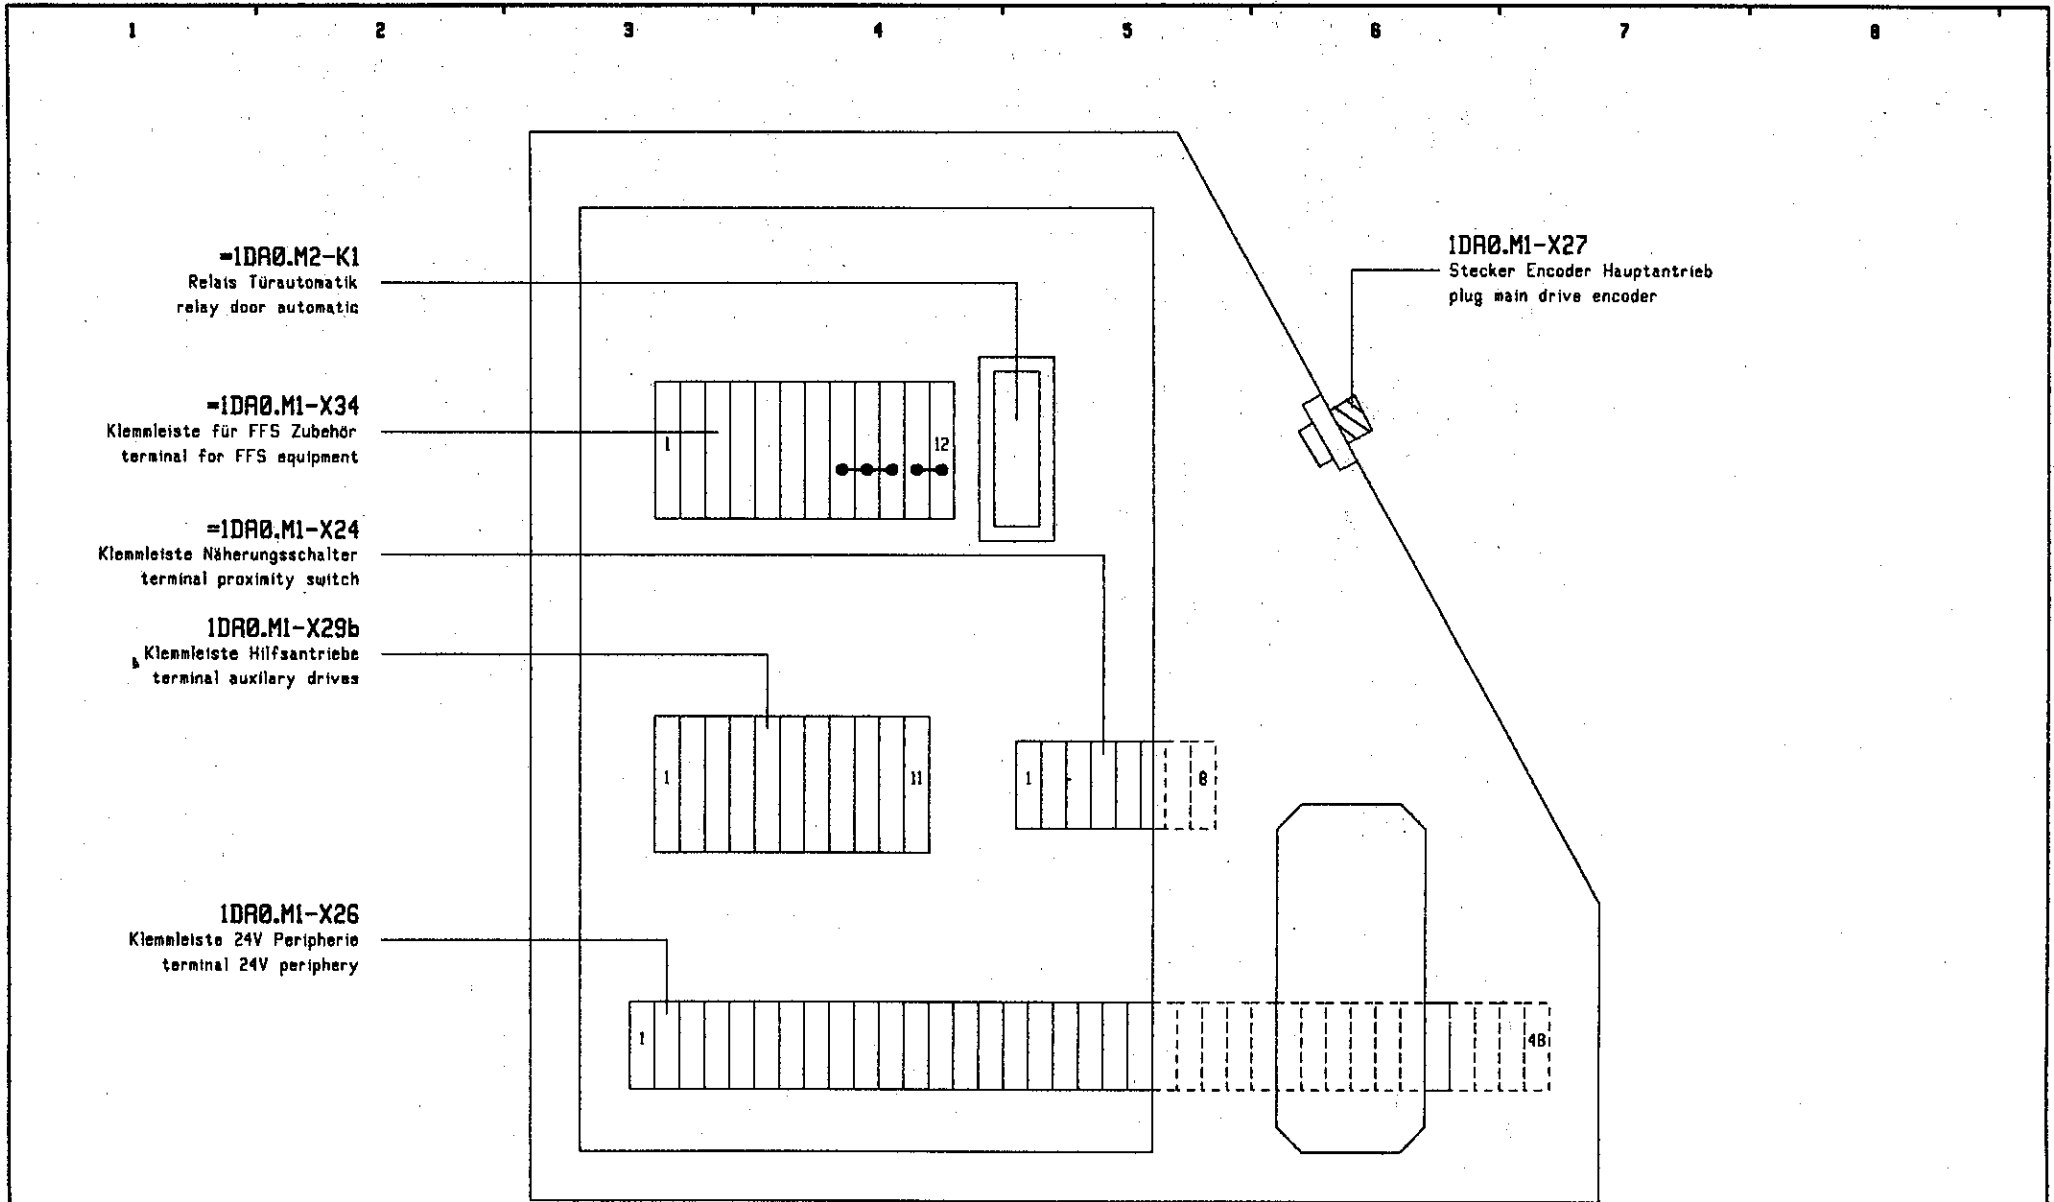 1 2 3 4 5 6 7 8
=1DA0.M2-K1
Relais Türautomatik
relay door automatic
1DA0.M1-X27
Stecker Encoder Hauptantrieb
plug main drive encoder
=1DA0.M1-X34
Klemmleiste für FFS Zubehör
terminal for FFS equipment
1 12
=1DA0.M1-X24
Klemmleiste Näherungsschalter
terminal proximity switch
1DA0.M1-X29b
Klemmleiste Hilfsantriebe
terminal auxilary drives
1 11
1 8
1DA0.M1-X26
Klemmleiste 24V Peripherie
terminal 24V periphery
1 48